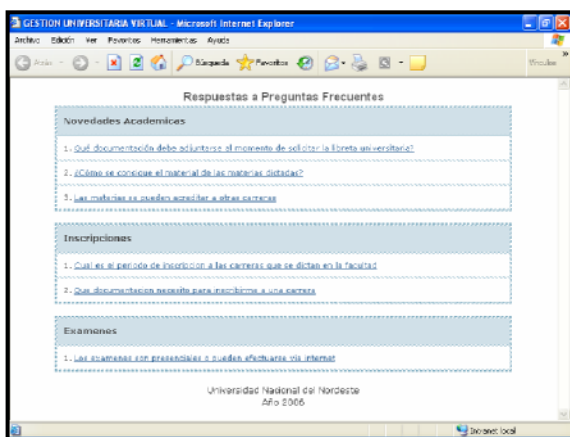 GESTION UNIVERSITARIA VIRTUAL - Microsoft Internet Explorer
Archivo Edición Ver Favoritos Herramientas Ayuda
Atrás Búsqueda Favoritos Vínculos
Respuestas a Preguntas Frecuentes
Novedades Academicas
1. Qué documentación debe adjuntarse al momento de solicitar la libreta universitaria?
2. ¿Cómo se consigue el material de las materias dictadas?
3. Las materias se pueden acreditar a otras carreras
Inscripciones
1. Cual es el periodo de inscripcion a las carreras que se dictan en la facultad
2. Que documentacion necesito para inscribirme a una carrera
Examenes
1. Los examenes son presenciales o pueden efectuarse via internet
Universidad Nacional del Nordeste
Año 2006
Intranet local